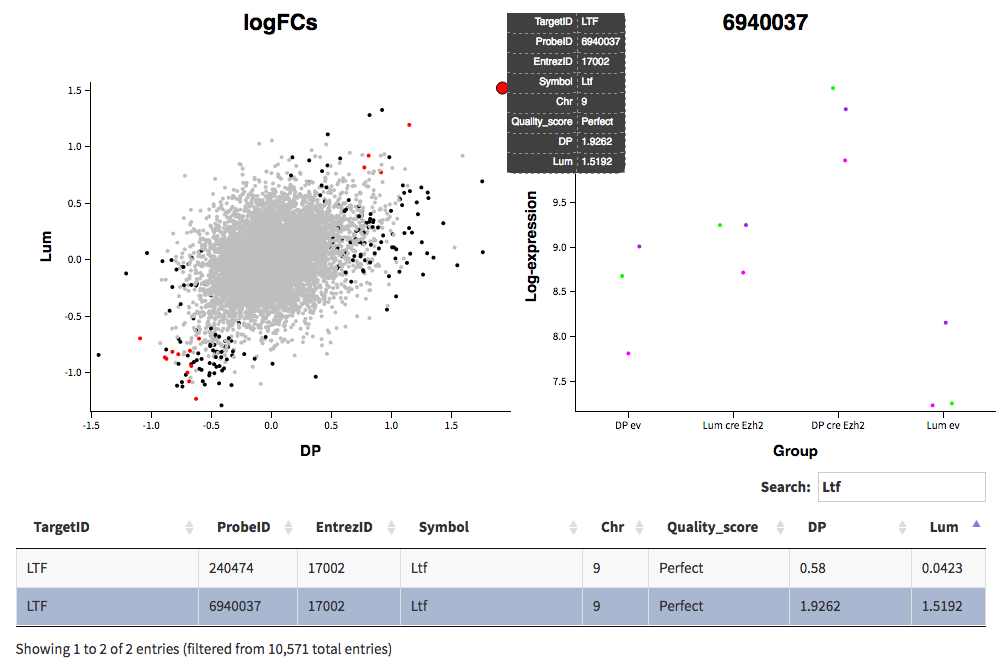 logFCs
Lum
1.5
1.0
0.5
0.0
-0.5
-1.0
-1.5 -1.0 -0.5 0.0 0.5 1.0 1.5
DP
TargetID LTF
ProbeID 6940037
EntrezID 17002
Symbol Ltf
Chr 9
Quality_score Perfect
DP 1.9262
Lum 1.5192
6940037
Log-expression
9.5
9.0
8.5
8.0
7.5
DP ev Lum cre Ezh2 DP cre Ezh2 Lum ev
Group
Search: Ltf
TargetID ProbeID EntrezID Symbol Chr Quality_score DP Lum
LTF 240474 17002 Ltf 9 Perfect 0.58 0.0423
LTF 6940037 17002 Ltf 9 Perfect 1.9262 1.5192
Showing 1 to 2 of 2 entries (filtered from 10,571 total entries)